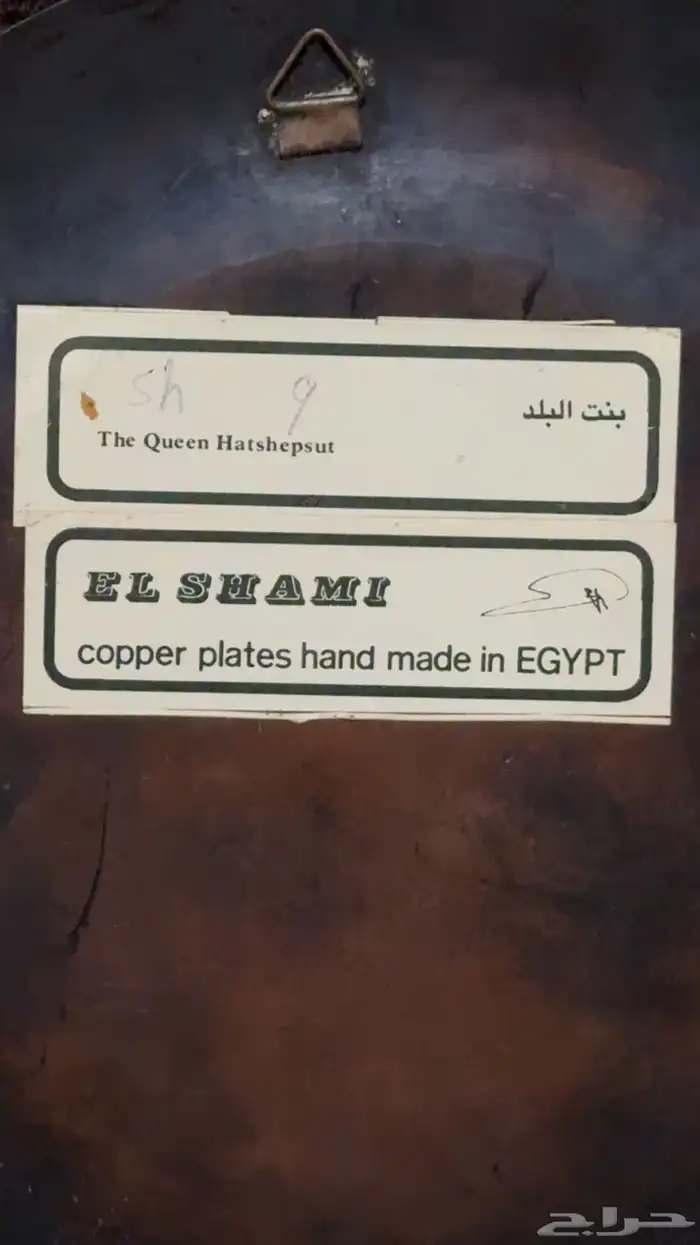 sh 9
بنت البلد
The Queen Hatshepsut
EL SHAMI
copper plates hand made in EGYPT
حراج